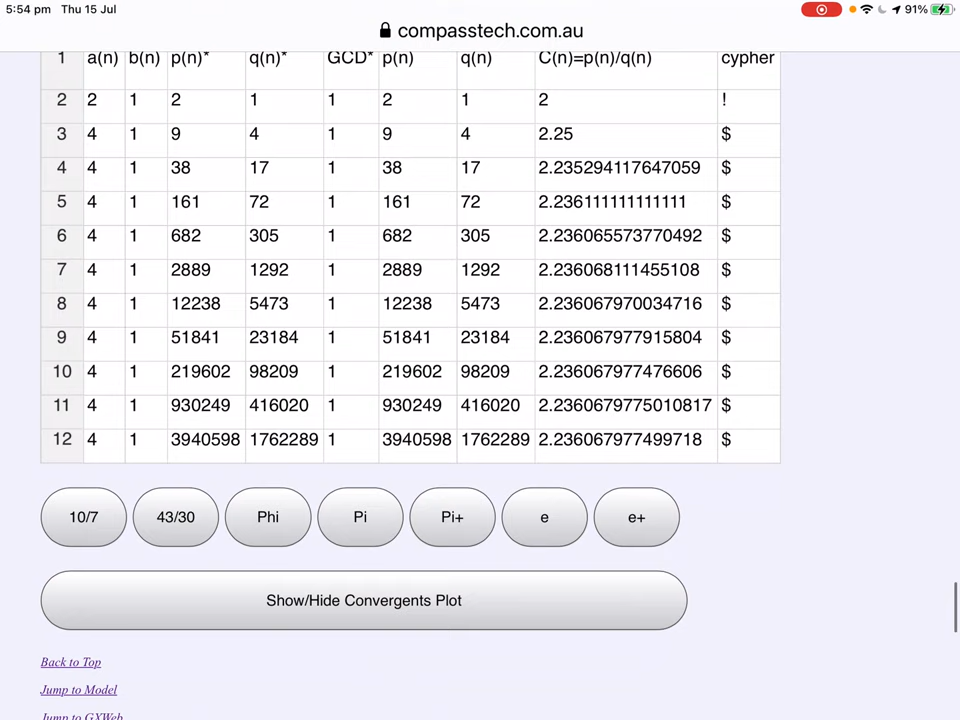 5:54 pm Thu 15 Jul 91%
compasstech.com.au
1 a(n) b(n) p(n)* q(n)* GCD* p(n) q(n) C(n)=p(n)/q(n) cypher
2 2 1 2 1 1 2 1 2 !
3 4 1 9 4 1 9 4 2.25 $
4 4 1 38 17 1 38 17 2.235294117647059 $
5 4 1 161 72 1 161 72 2.236111111111111 $
6 4 1 682 305 1 682 305 2.236065573770492 $
7 4 1 2889 1292 1 2889 1292 2.236068111455108 $
8 4 1 12238 5473 1 12238 5473 2.236067970034716 $
9 4 1 51841 23184 1 51841 23184 2.236067977915804 $
10 4 1 219602 98209 1 219602 98209 2.236067977476606 $
11 4 1 930249 416020 1 930249 416020 2.2360679775010817 $
12 4 1 3940598 1762289 1 3940598 1762289 2.236067977499718 $
10/7 43/30 Phi Pi Pi+ e e+
Show/Hide Convergents Plot
Back to Top
Jump to Model
Jump to GXWeb